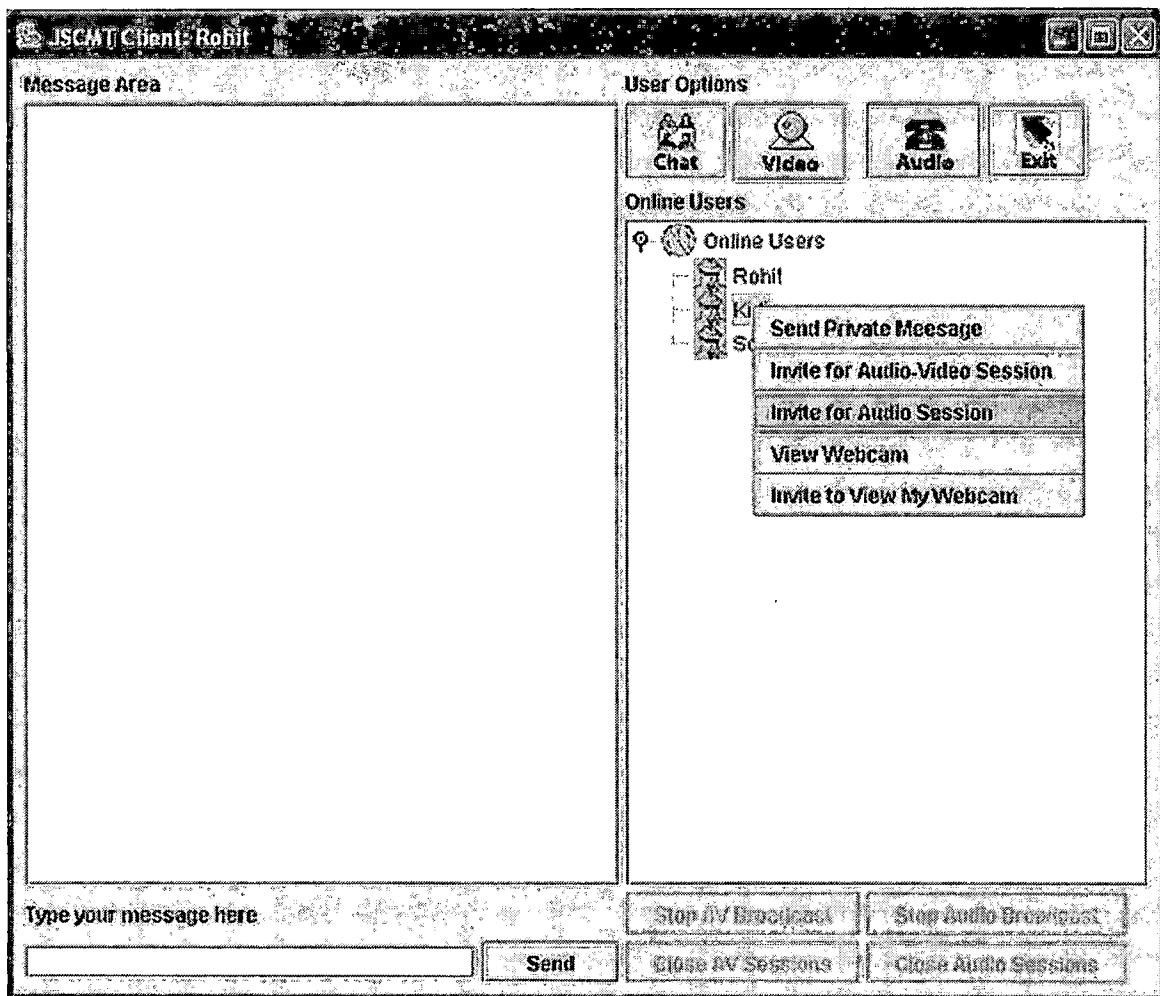 JSCMT Client: Rohit
Message Area
User Options
Chat Video Audio Exit
Online Users
Online Users
Rohit
Send Private Meesage
Invite for Audio-Video Session
Invite for Audio Session
View Webcam
Invite to View My Webcam
Type your message here
Send
Stop AV Broadcast Stop Audio Broadcast
Close AV Sessions Close Audio Sessions